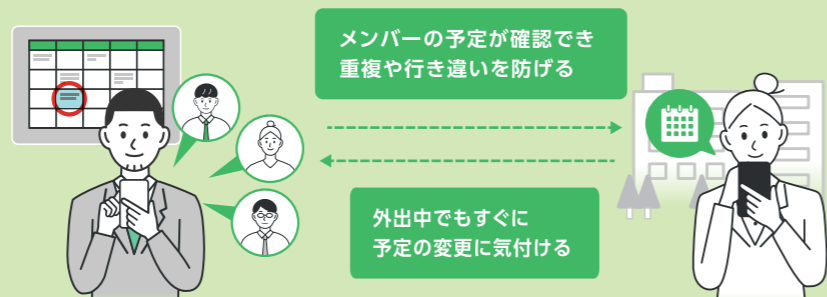 メンバーの予定が確認でき
重複や行き違いを防げる
外出中でもすぐに
予定の変更に気付ける